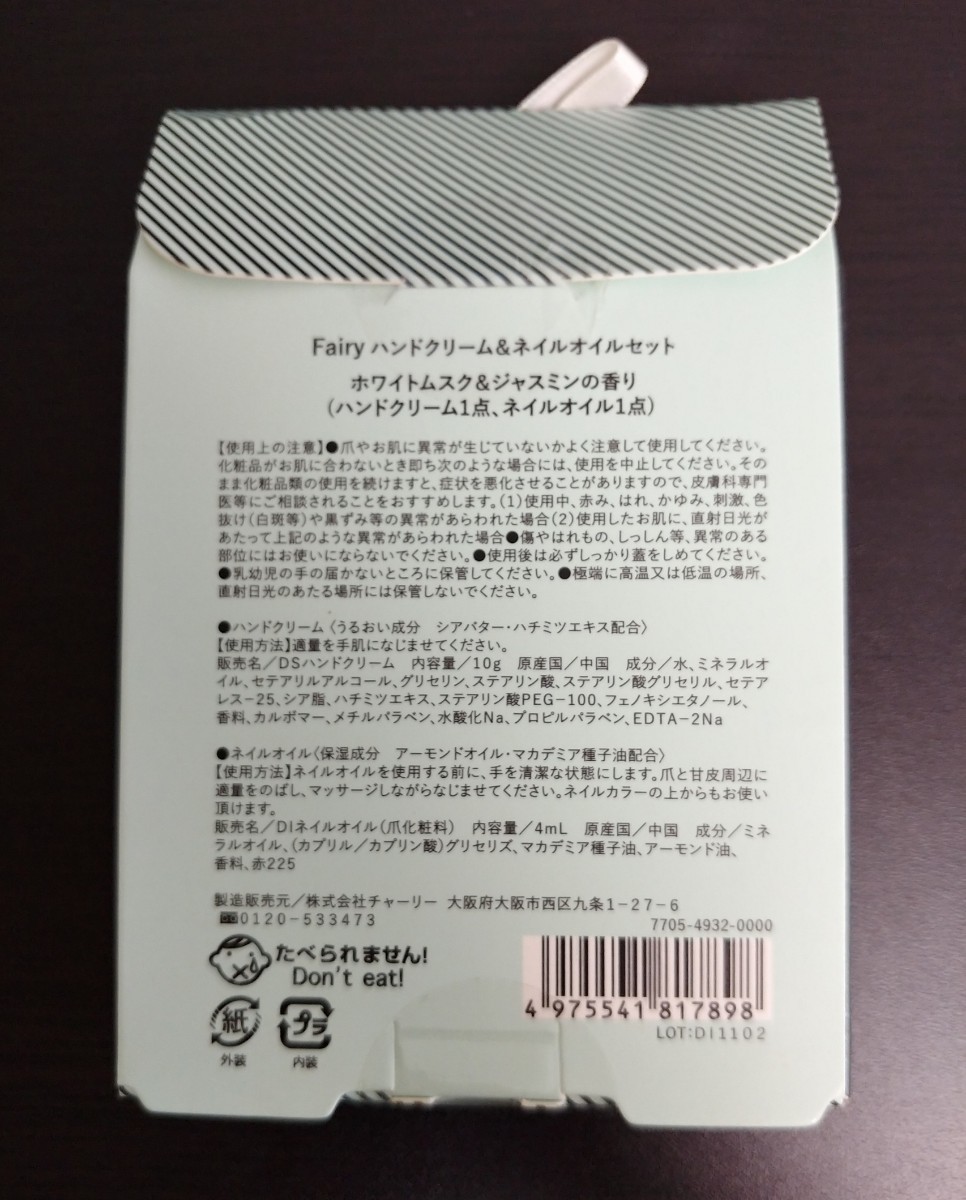 Fairy ハンドクリーム&ネイルオイルセット
ホワイトムスク&ジャスミンの香り
(ハンドクリーム1点、ネイルオイル1点)
【使用上の注意】●爪やお肌に異常が生じていないかよく注意して使用してください。
化粧品がお肌に合わないとき即ち次のような場合には、使用を中止してください。その
まま化粧品類の使用を続けますと、症状を悪化させることがありますので、皮膚科専門
医等にご相談されることをおすすめします。(1)使用中、赤み、はれ、かゆみ、刺激、色
抜け(白斑等)や黒ずみ等の異常があらわれた場合(2)使用したお肌に、直射日光が
あたって上記のような異常があらわれた場合●傷やはれもの、しっしん等、異常のある
部位にはお使いにならないでください。●使用後は必ずしっかり蓋をしめてください。
●乳幼児の手の届かないところに保管してください。●極端に高温又は低温の場所、
直射日光のあたる場所には保管しないでください。
●ハンドクリーム〈うるおい成分　シアバター・ハチミツエキス配合〉
【使用方法】適量を手肌になじませてください。
販売名/DSハンドクリーム　内容量/10g　原産国/中国　成分/水、ミネラルオ
イル、セテアリルアルコール、グリセリン、ステアリン酸、ステアリン酸グリセリル、セテア
レス-25、シア脂、ハチミツエキス、ステアリン酸PEG-100、フェノキシエタノール、
香料、カルボマー、メチルパラベン、水酸化Na、プロピルパラベン、EDTA-2Na
●ネイルオイル〈保湿成分　アーモンドオイル・マカデミア種子油配合〉
【使用方法】ネイルオイルを使用する前に、手を清潔な状態にします。爪と甘皮周辺に
適量をのばし、マッサージしながらなじませてください。ネイルカラーの上からもお使い
頂けます。
販売名/DIネイルオイル(爪化粧料)　内容量/4mL　原産国/中国　成分/ミネ
ラルオイル、(カプリル/カプリン酸)グリセリズ、マカデミア種子油、アーモンド油、
香料、赤225
製造販売元/株式会社チャーリー 大阪府大阪市西区九条1-27-6
0120-533473
7705-4932-0000
たべられません!
Don't eat!
4 975541 817898
LOT:DI1102
紙
プラ
外装
内装